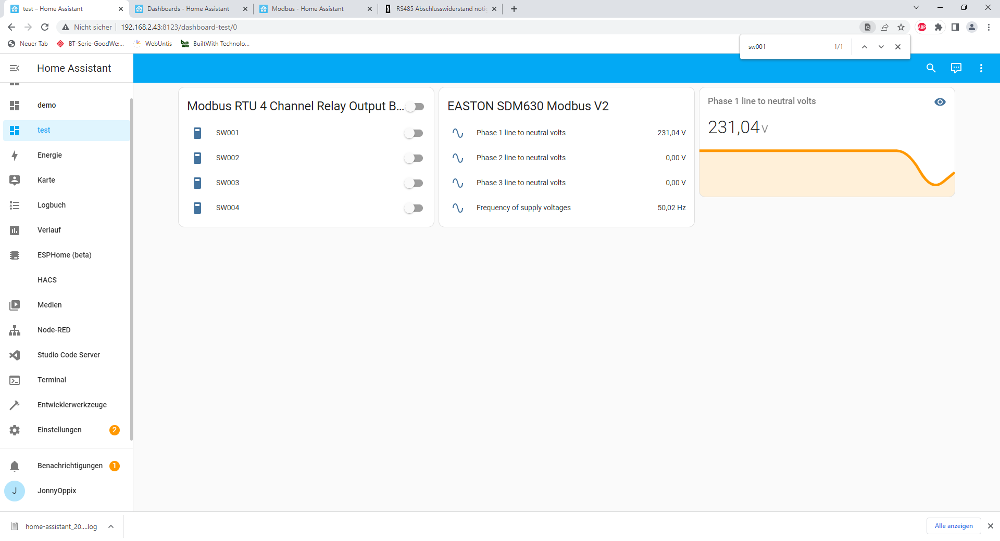 test – Home Assistant
Dashboards - Home Assistant
Modbus - Home Assistant
RS485 Abschlusswiderstand nötig
Nicht sicher
192.168.2.43:8123/dashboard-test/0
ABP
Neuer Tab
BT-Serie-GoodWe:...
WebUntis
BuiltWith Technolo...
sw001
1/1
Home Assistant
demo
test
Energie
Karte
Logbuch
Verlauf
ESPHome (beta)
HACS
Medien
Node-RED
Studio Code Server
Terminal
Entwicklerwerkzeuge
Einstellungen
2
Benachrichtigungen
1
J
JonnyOppix
Modbus RTU 4 Channel Relay Output B...
SW001
SW002
SW003
SW004
EASTON SDM630 Modbus V2
Phase 1 line to neutral volts 231,04 V
Phase 2 line to neutral volts 0,00 V
Phase 3 line to neutral volts 0,00 V
Frequency of supply voltages 50,02 Hz
Phase 1 line to neutral volts
231,04 V
home-assistant_20....log
Alle anzeigen